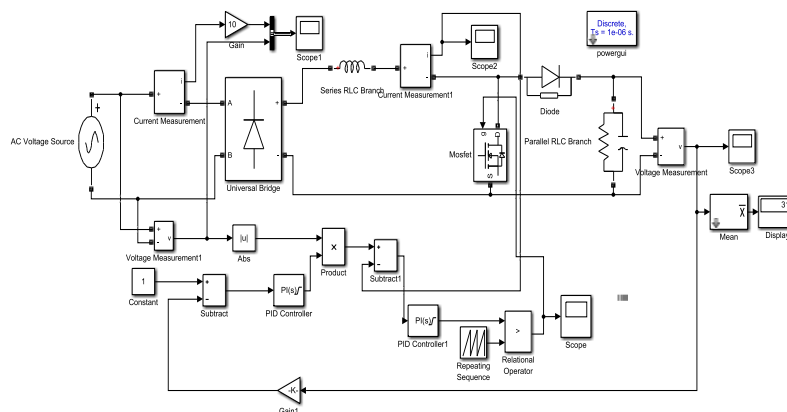 Discrete,
Ts = 1e-06 s.
powergui
10
Gain
Scope1
i
+
-
Current Measurement
Series RLC Branch
i
+
-
Current Measurement1
Scope2
Diode
AC Voltage Source
+
A
B
+
-
Universal Bridge
g
D
S
Mosfet
Parallel RLC Branch
+
-
v
Voltage Measurement
Scope3
Mean
31
Display
+
-
v
Voltage Measurement1
|u|
Abs
×
Product
+
-
Subtract1
1
Constant
+
-
Subtract
PI(s)
PID Controller
PI(s)
PID Controller1
Repeating
Sequence
>
Relational
Operator
Scope
-K-
Gain1